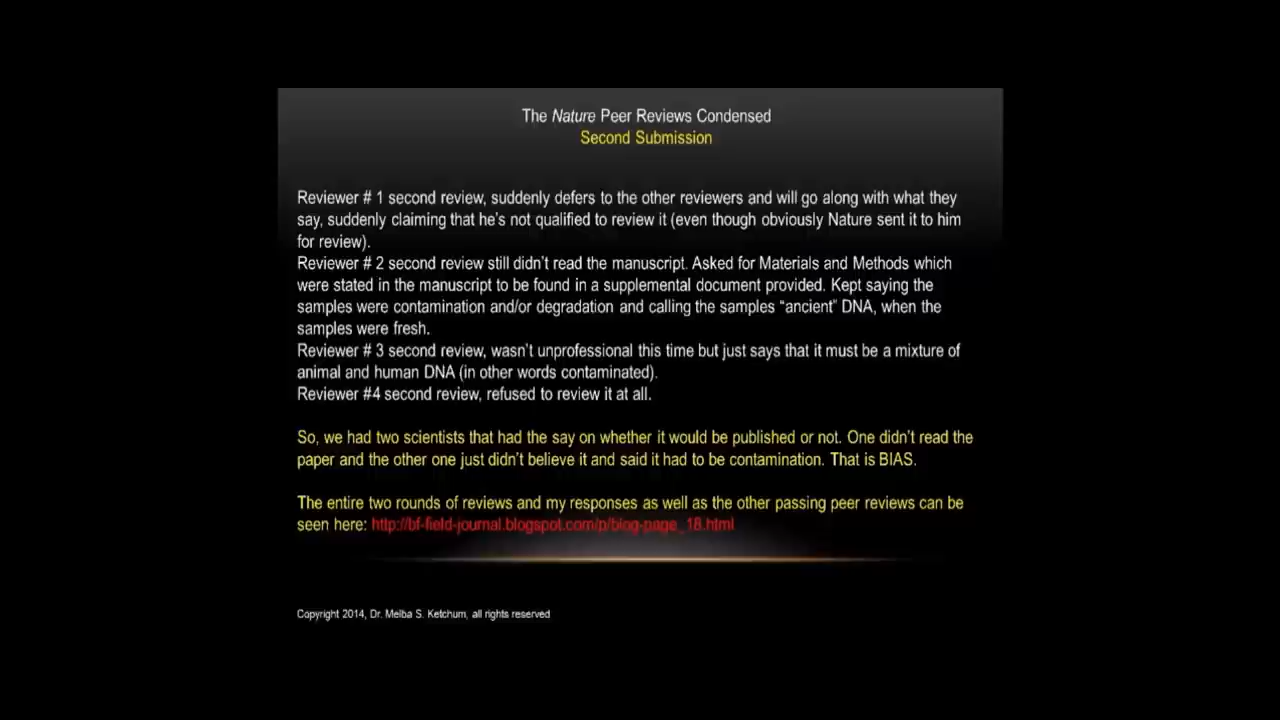 The Nature Peer Reviews Condensed
Second Submission
Reviewer # 1 second review, suddenly defers to the other reviewers and will go along with what they
say, suddenly claiming that he's not qualified to review it (even though obviously Nature sent it to him
for review).
Reviewer # 2 second review still didn't read the manuscript. Asked for Materials and Methods which
were stated in the manuscript to be found in a supplemental document provided. Kept saying the
samples were contamination and/or degradation and calling the samples “ancient” DNA, when the
samples were fresh.
Reviewer # 3 second review, wasn't unprofessional this time but just says that it must be a mixture of
animal and human DNA (in other words contaminated).
Reviewer #4 second review, refused to review it at all.
So, we had two scientists that had the say on whether it would be published or not. One didn't read the
paper and the other one just didn't believe it and said it had to be contamination. That is BIAS.
The entire two rounds of reviews and my responses as well as the other passing peer reviews can be
seen here: http://bf-field-journal.blogspot.com/p/blog-page_18.html
Copyright 2014, Dr. Melba S. Ketchum, all rights reserved